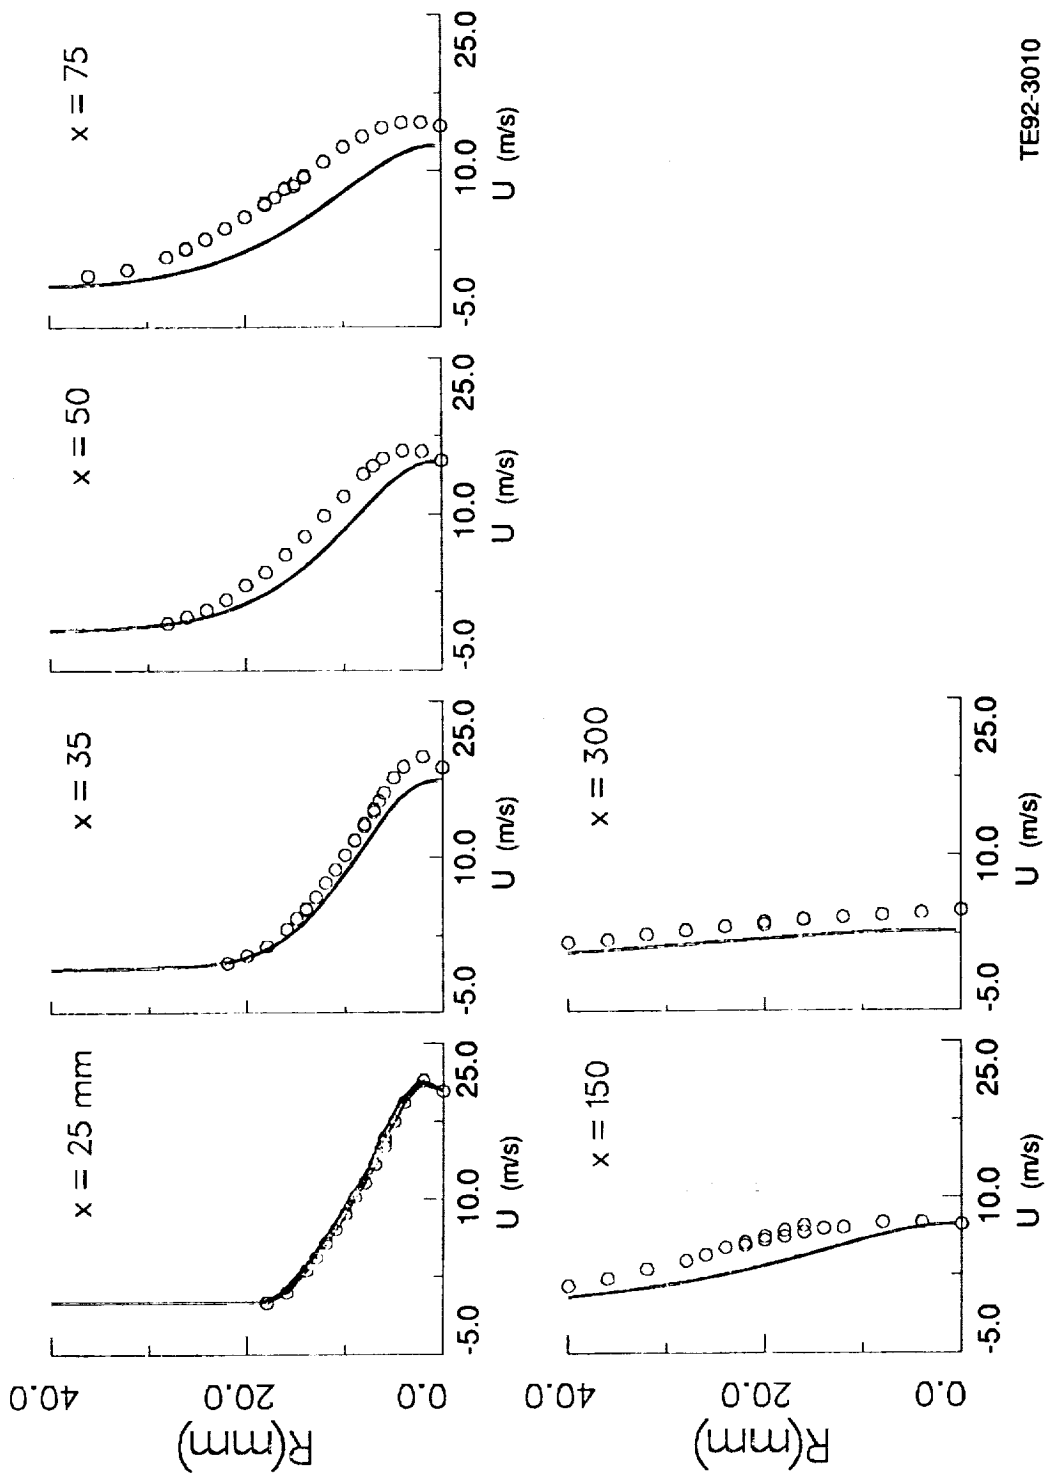 x = 25 mm
x = 35
x = 50
x = 75
R(mm)
40.0
20.0
0.0
-5.0 10.0 25.0
U (m/s)
-5.0 10.0 25.0
U (m/s)
-5.0 10.0 25.0
U (m/s)
-5.0 10.0 25.0
U (m/s)
x = 150
x = 300
R(mm)
40.0
20.0
0.0
-5.0 10.0 25.0
U (m/s)
-5.0 10.0 25.0
U (m/s)
TE92-3010